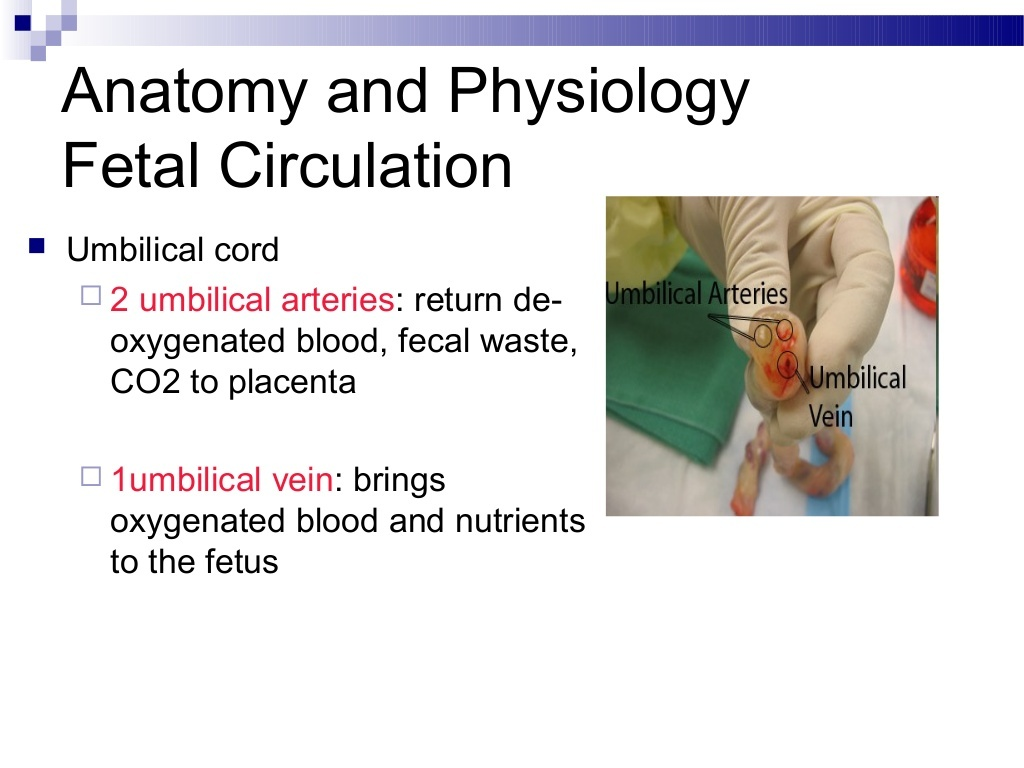 Anatomy and Physiology
Fetal Circulation
Umbilical cord
2 umbilical arteries: return de-
oxygenated blood, fecal waste,
CO2 to placenta
1umbilical vein: brings
oxygenated blood and nutrients
to the fetus
Umbilical Arteries
Umbilical
Vein